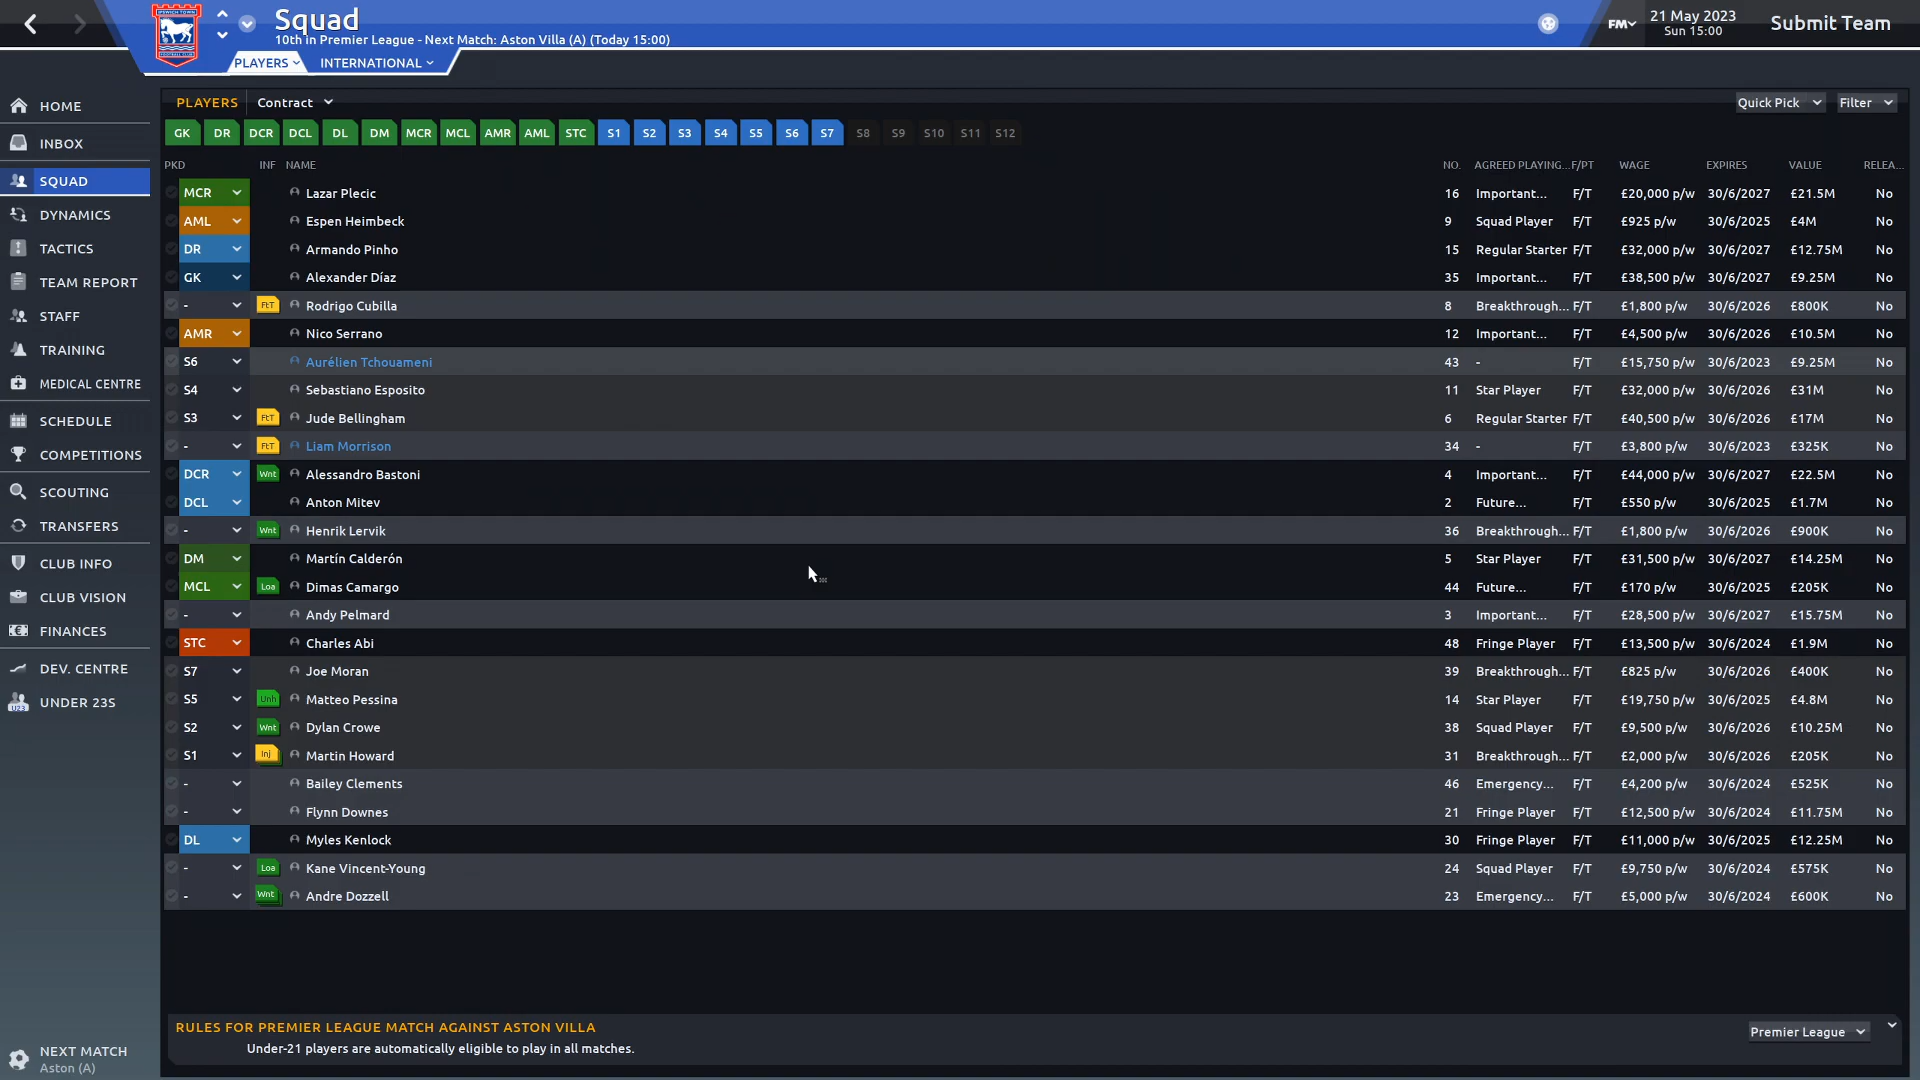 Squad
10th in Premier League - Next Match: Aston Villa (A) (Today 15:00)
FM
21 May 2023
Sun 15:00
Submit Team
PLAYERS INTERNATIONAL
HOME
INBOX
SQUAD
DYNAMICS
TACTICS
TEAM REPORT
STAFF
TRAINING
MEDICAL CENTRE
SCHEDULE
COMPETITIONS
SCOUTING
TRANSFERS
CLUB INFO
CLUB VISION
FINANCES
DEV. CENTRE
UNDER 23S
NEXT MATCH
Aston (A)
PLAYERS Contract Quick Pick Filter
GK DR DCR DCL DL DM MCR MCL AMR AML STC S1 S2 S3 S4 S5 S6 S7 S8 S9 S10 S11 S12
PKD INF NAME NO. AGREED PLAYING... F/PT WAGE EXPIRES VALUE RELEA...
MCR Lazar Plecic 16 Important... F/T £20,000 p/w 30/6/2027 £21.5M No
AML Espen Heimbeck 9 Squad Player F/T £925 p/w 30/6/2025 £4M No
DR Armando Pinho 15 Regular Starter F/T £32,000 p/w 30/6/2027 £12.75M No
GK Alexander Díaz 35 Important... F/T £38,500 p/w 30/6/2027 £9.25M No
- FtT Rodrigo Cubilla 8 Breakthrough... F/T £1,800 p/w 30/6/2026 £800K No
AMR Nico Serrano 12 Important... F/T £4,500 p/w 30/6/2027 £10.5M No
S6 Aurélien Tchouameni 43 - F/T £15,750 p/w 30/6/2023 £9.25M No
S4 Sebastiano Esposito 11 Star Player F/T £32,000 p/w 30/6/2026 £31M No
S3 FtT Jude Bellingham 6 Regular Starter F/T £40,500 p/w 30/6/2026 £17M No
- FtT Liam Morrison 34 - F/T £3,800 p/w 30/6/2023 £325K No
DCR Wnt Alessandro Bastoni 4 Important... F/T £44,000 p/w 30/6/2027 £22.5M No
DCL Anton Mitev 2 Future... F/T £550 p/w 30/6/2025 £1.7M No
- Wnt Henrik Lervik 36 Breakthrough... F/T £1,800 p/w 30/6/2026 £900K No
DM Martín Calderón 5 Star Player F/T £31,500 p/w 30/6/2027 £14.25M No
MCL Loa Dimas Camargo 44 Future... F/T £170 p/w 30/6/2025 £205K No
- Andy Pelmard 3 Important... F/T £28,500 p/w 30/6/2027 £15.75M No
STC Charles Abi 48 Fringe Player F/T £13,500 p/w 30/6/2024 £1.9M No
S7 Joe Moran 39 Breakthrough... F/T £825 p/w 30/6/2026 £400K No
S5 Unh Matteo Pessina 14 Star Player F/T £19,750 p/w 30/6/2025 £4.8M No
S2 Wnt Dylan Crowe 38 Squad Player F/T £9,500 p/w 30/6/2026 £10.25M No
S1 Inj Martin Howard 31 Breakthrough... F/T £2,000 p/w 30/6/2026 £205K No
- Bailey Clements 46 Emergency... F/T £4,200 p/w 30/6/2024 £525K No
- Flynn Downes 21 Fringe Player F/T £12,500 p/w 30/6/2024 £11.75M No
DL Myles Kenlock 30 Fringe Player F/T £11,000 p/w 30/6/2025 £12.25M No
- Loa Kane Vincent-Young 24 Squad Player F/T £9,750 p/w 30/6/2024 £575K No
- Wnt Andre Dozzell 23 Emergency... F/T £5,000 p/w 30/6/2024 £600K No
RULES FOR PREMIER LEAGUE MATCH AGAINST ASTON VILLA
Under-21 players are automatically eligible to play in all matches.
Premier League